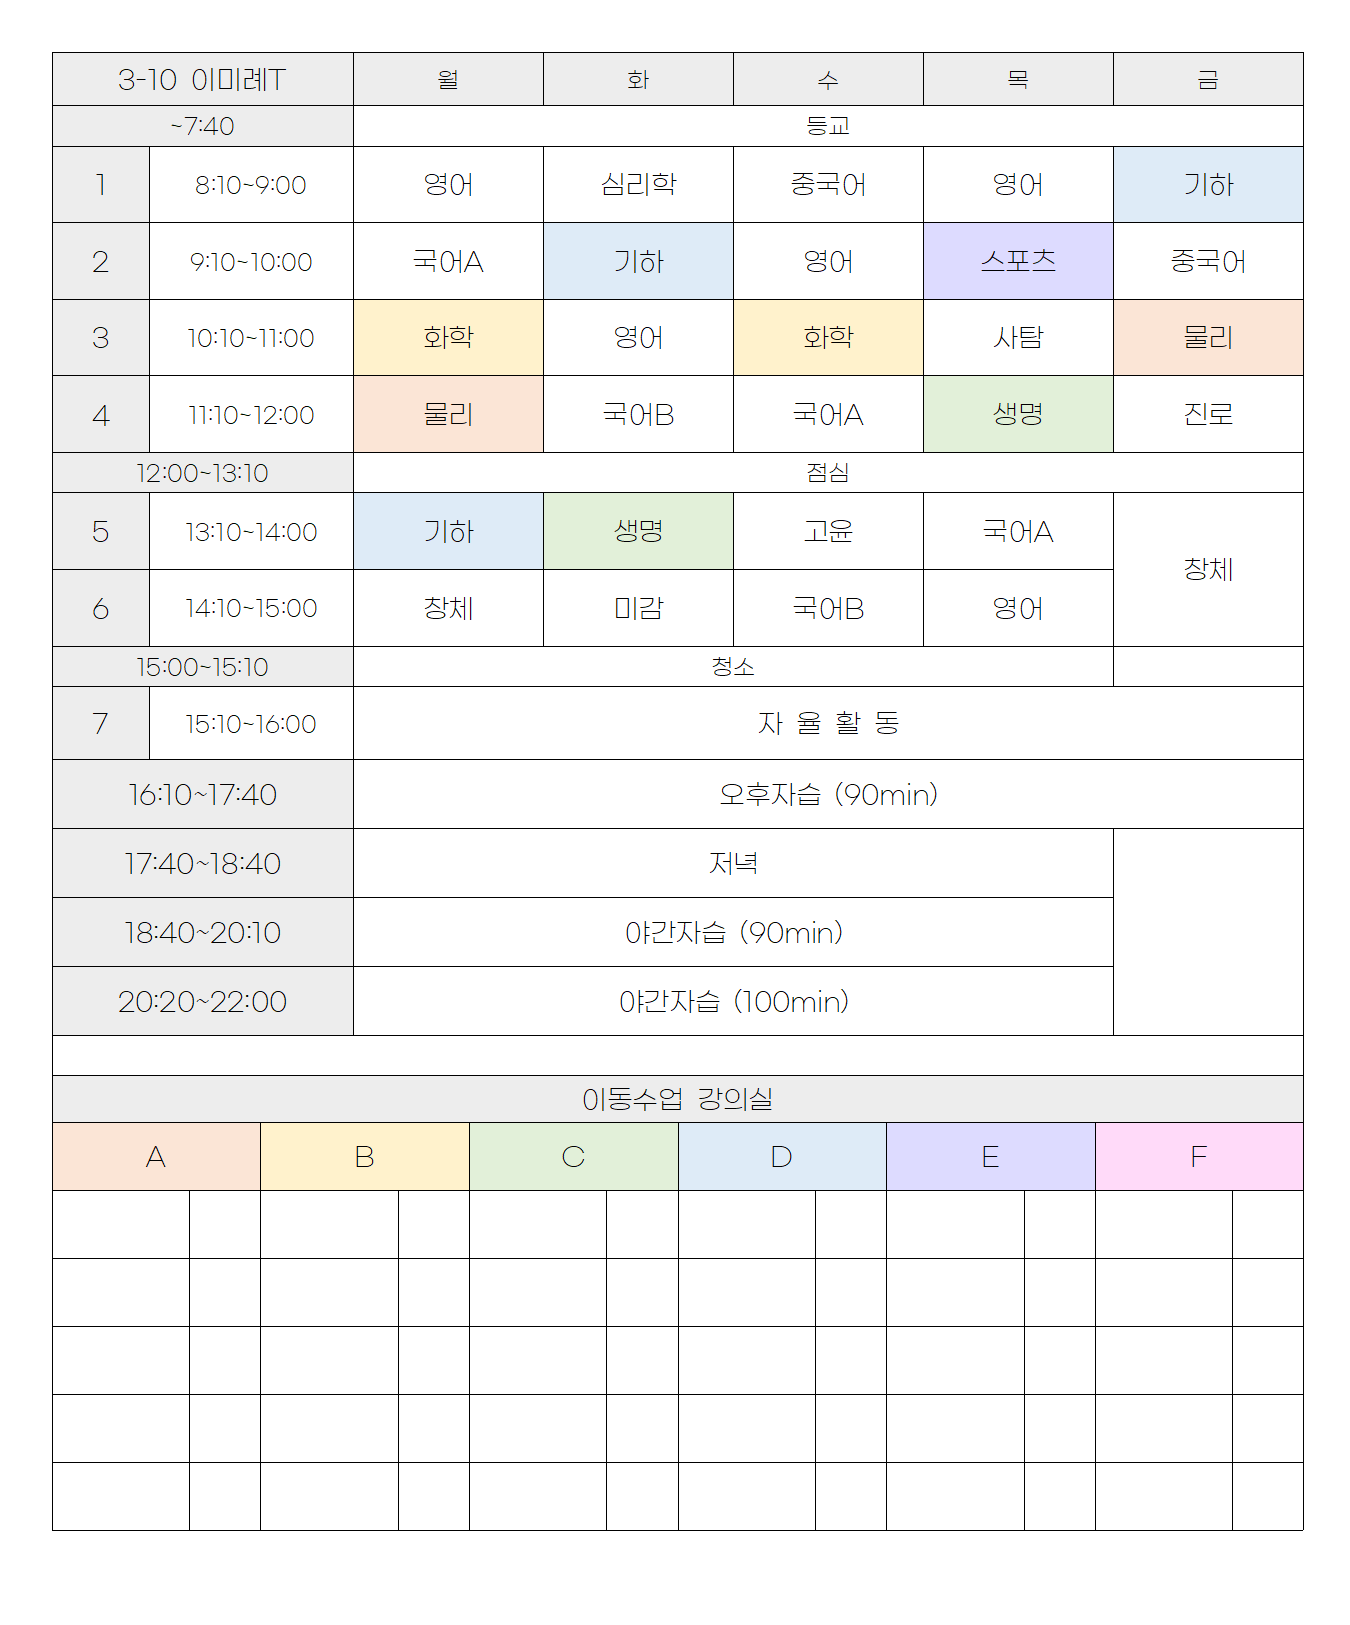 3-10 이미례T 월 화 수 목 금
~7:40 등교
1 8:10~9:00 영어 심리학 중국어 영어 기하
2 9:10~10:00 국어A 기하 영어 스포츠 중국어
3 10:10~11:00 화학 영어 화학 사탐 물리
4 11:10~12:00 물리 국어B 국어A 생명 진로
12:00~13:10 점심
5 13:10~14:00 기하 생명 고윤 국어A 창체
6 14:10~15:00 창체 미감 국어B 영어
15:00~15:10 청소
7 15:10~16:00 자 율 활 동
16:10~17:40 오후자습 (90min)
17:40~18:40 저녁
18:40~20:10 야간자습 (90min)
20:20~22:00 야간자습 (100min)
이동수업 강의실
A B C D E F